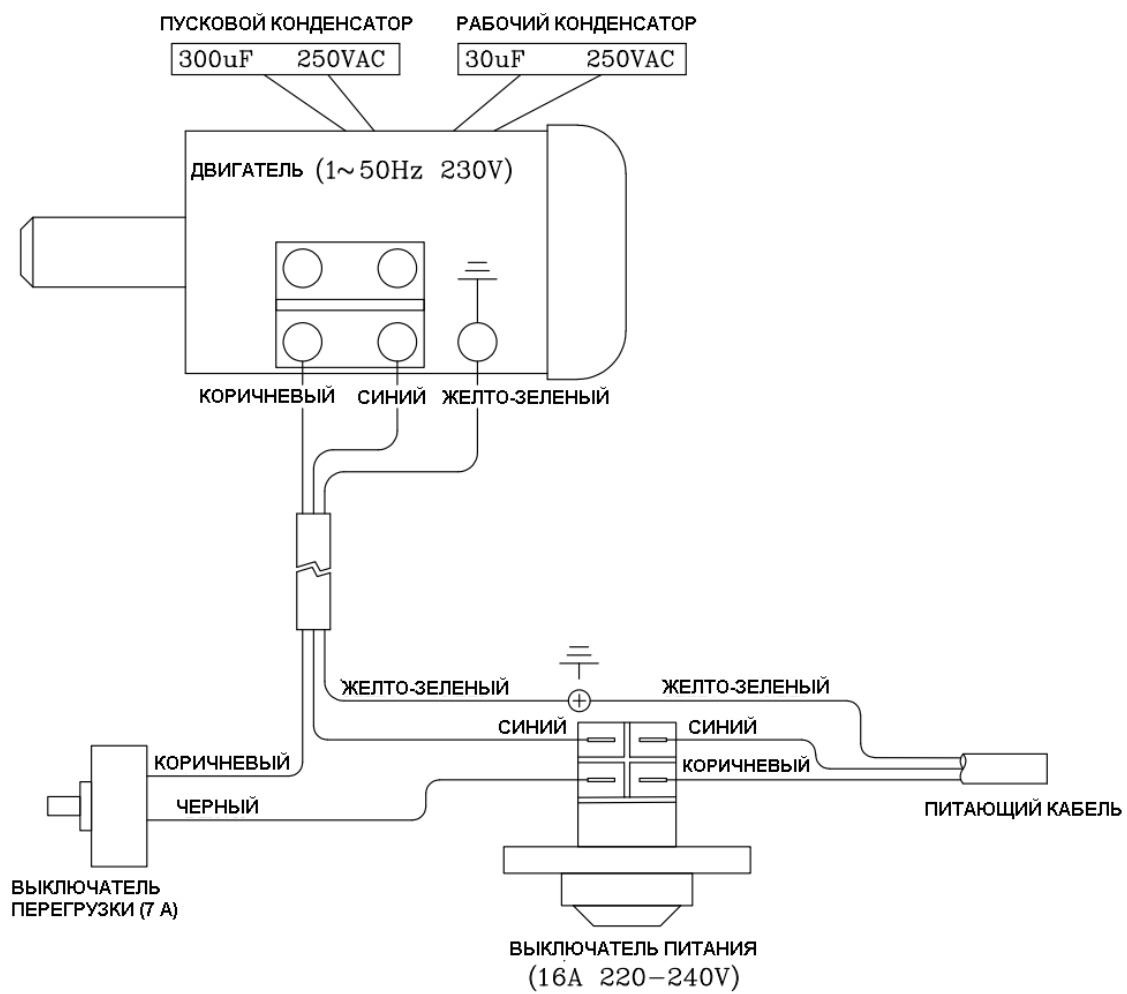 ПУСКОВОЙ КОНДЕНСАТОР
РАБОЧИЙ КОНДЕНСАТОР
300uF 250VAC
30uF 250VAC
ДВИГАТЕЛЬ (1~50Hz 230V)
КОРИЧНЕВЫЙ
СИНИЙ
ЖЕЛТО-ЗЕЛЕНЫЙ
ЖЕЛТО-ЗЕЛЕНЫЙ
ЖЕЛТО-ЗЕЛЕНЫЙ
СИНИЙ
СИНИЙ
КОРИЧНЕВЫЙ
КОРИЧНЕВЫЙ
ЧЕРНЫЙ
ПИТАЮЩИЙ КАБЕЛЬ
ВЫКЛЮЧАТЕЛЬ
ПЕРЕГРУЗКИ (7 А)
ВЫКЛЮЧАТЕЛЬ ПИТАНИЯ
(16A 220-240V)